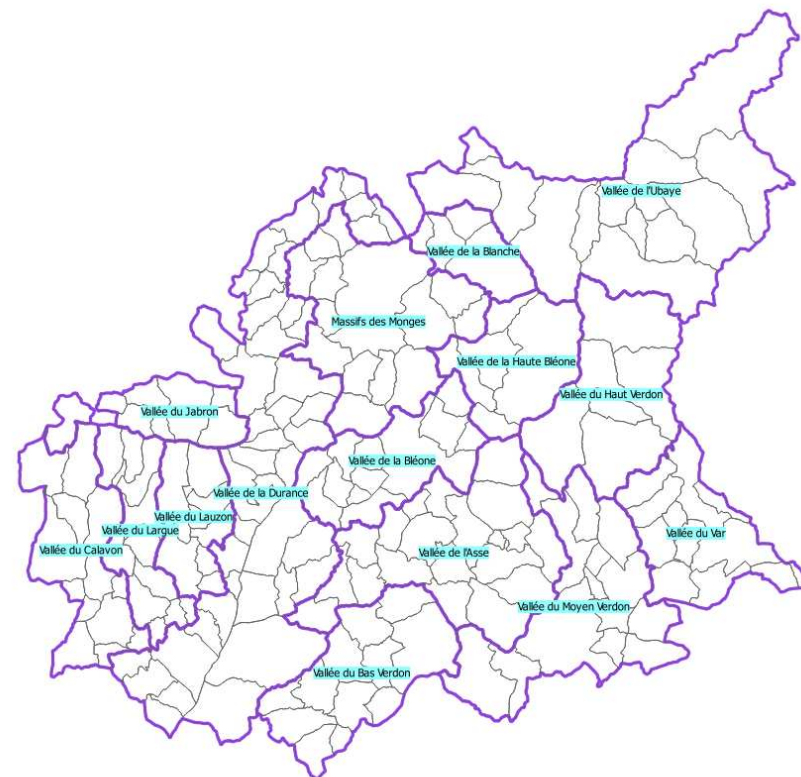 Vallée de l'Ubaye
Vallée de la Blanche
Massifs des Monges
Vallée de la Haute Bléone
Vallée du Haut Verdon
Vallée du Jabron
Vallée de la Bléone
Vallée de la Durance
Vallée du Lauzon
Vallée du Largue
Vallée du Var
Vallée du Calavon
Vallée de l'Asse
Vallée du Moyen Verdon
Vallée du Bas Verdon